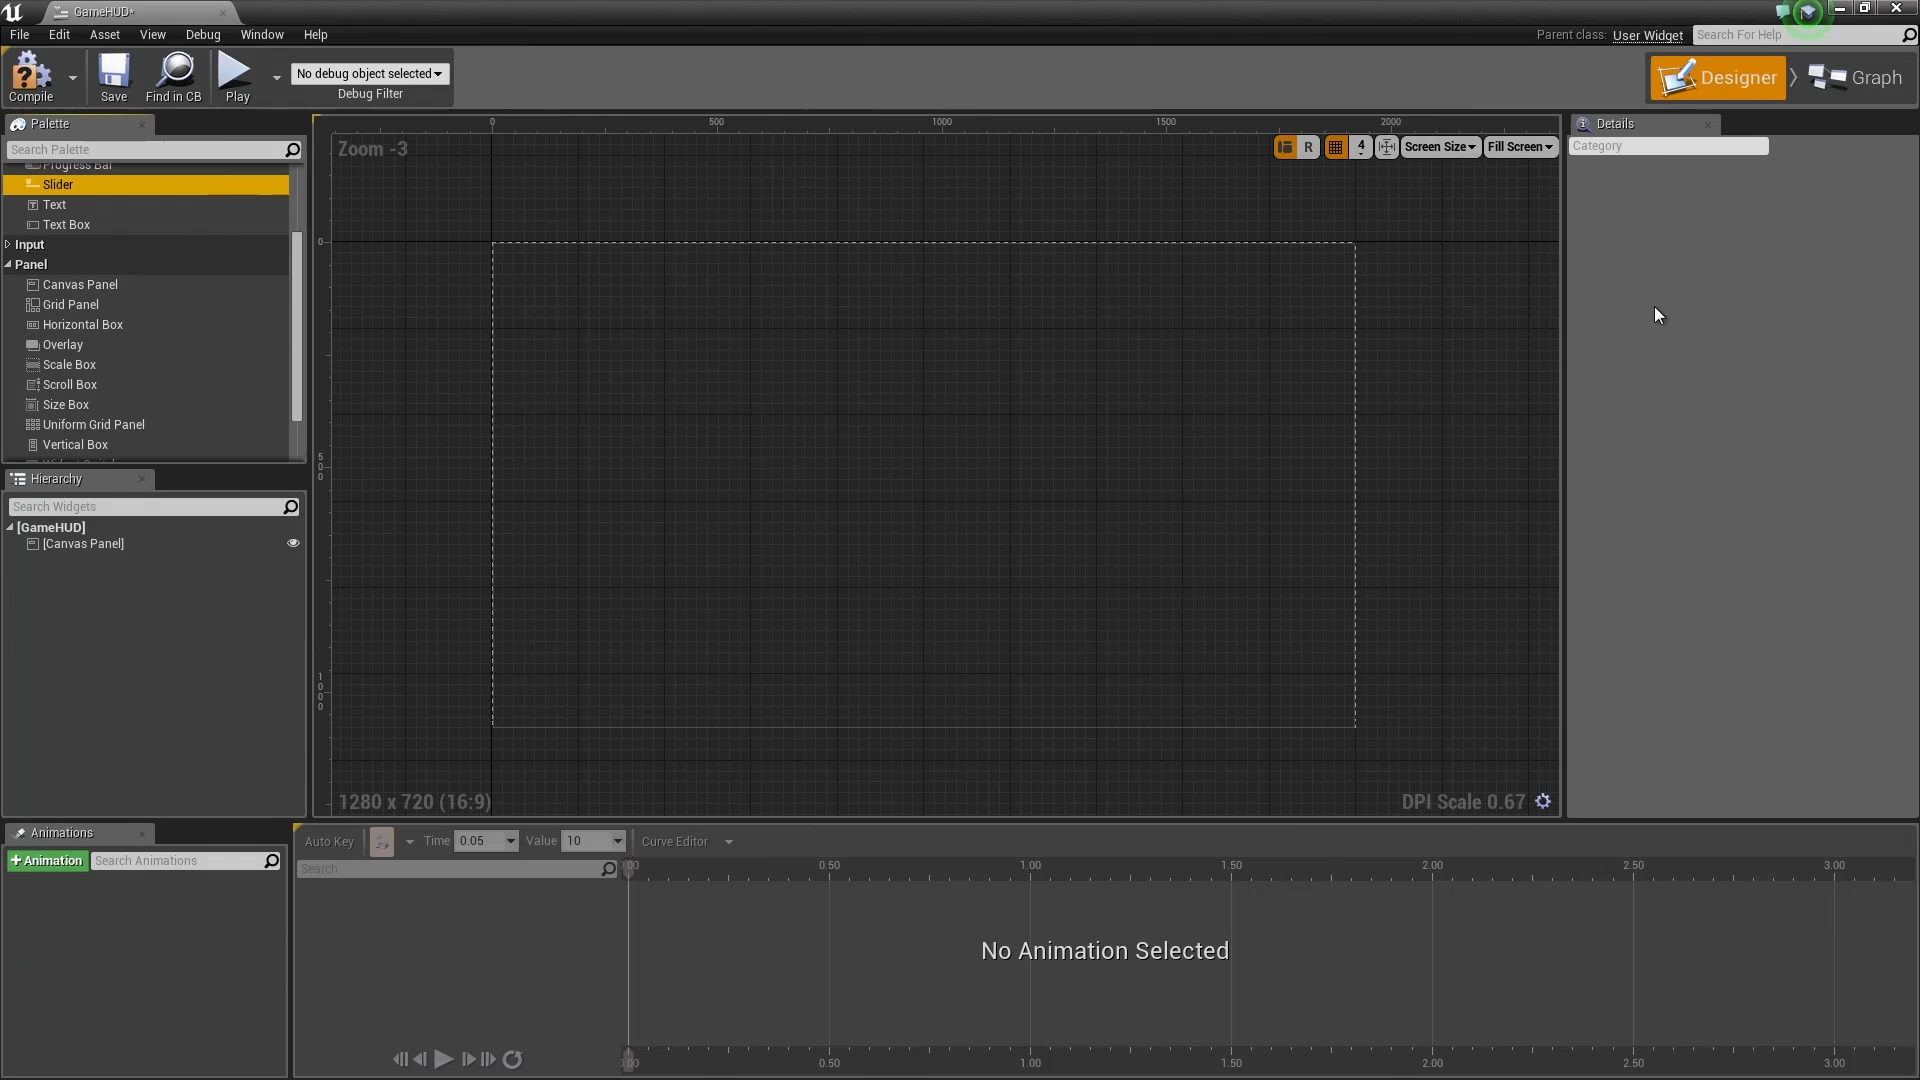 GameHUD*
File Edit Asset View Debug Window Help
Parent class: User Widget Search For Help
Compile Save Find in CB Play
No debug object selected
Debug Filter
Designer Graph
Palette
Search Palette
Progress Bar
Slider
Text
Text Box
Input
Panel
Canvas Panel
Grid Panel
Horizontal Box
Overlay
Scale Box
Scroll Box
Size Box
Uniform Grid Panel
Vertical Box
Hierarchy
Search Widgets
[GameHUD]
[Canvas Panel]
0 500 1000 1500 2000
Zoom -3
R 4 Screen Size Fill Screen
0
500
1000
1280 x 720 (16:9)
DPI Scale 0.67
Details
Category
Animations
+Animation Search Animations
Auto Key Time 0.05 Value 10 Curve Editor
Search
0.50 1.00 1.50 2.00 2.50 3.00
No Animation Selected
0.50 1.00 1.50 2.00 2.50 3.00